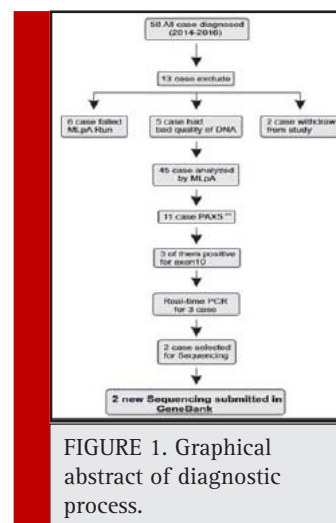 58 All case diagnosed
(2014-2016)
13 case exclude
6 case failed
MLpA Run
5 case had
bad quality of DNA
2 case withdraw
from study
45 case analyzed
by MLpA
11 case PAX5
3 of them positive
for exon10
Real-time PCR
for 3 case
2 case selected
for Sequencing
2 new Sequencing submitted in
GeneBank
FIGURE 1. Graphical
abstract of diagnostic
process.